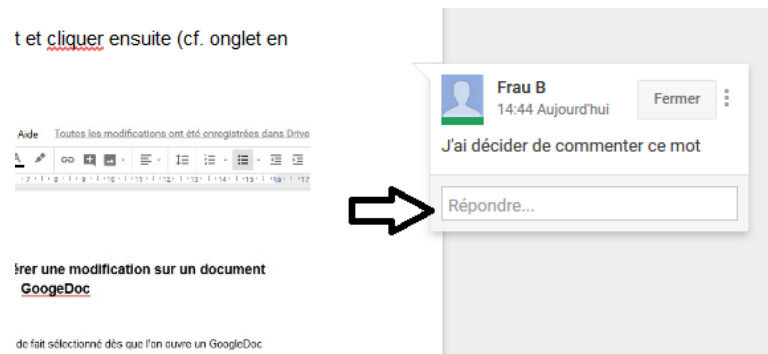 t et cliquer ensuite (cf. onglet en
Aide Toutes les modifications ont été enregistrées dans Drive
érer une modification sur un document
GoogeDoc
de fait sélectionné dès que l'on ouvre un GoogleDoc
Frau B
14:44 Aujourd'hui
Fermer
J'ai décider de commenter ce mot
Répondre...